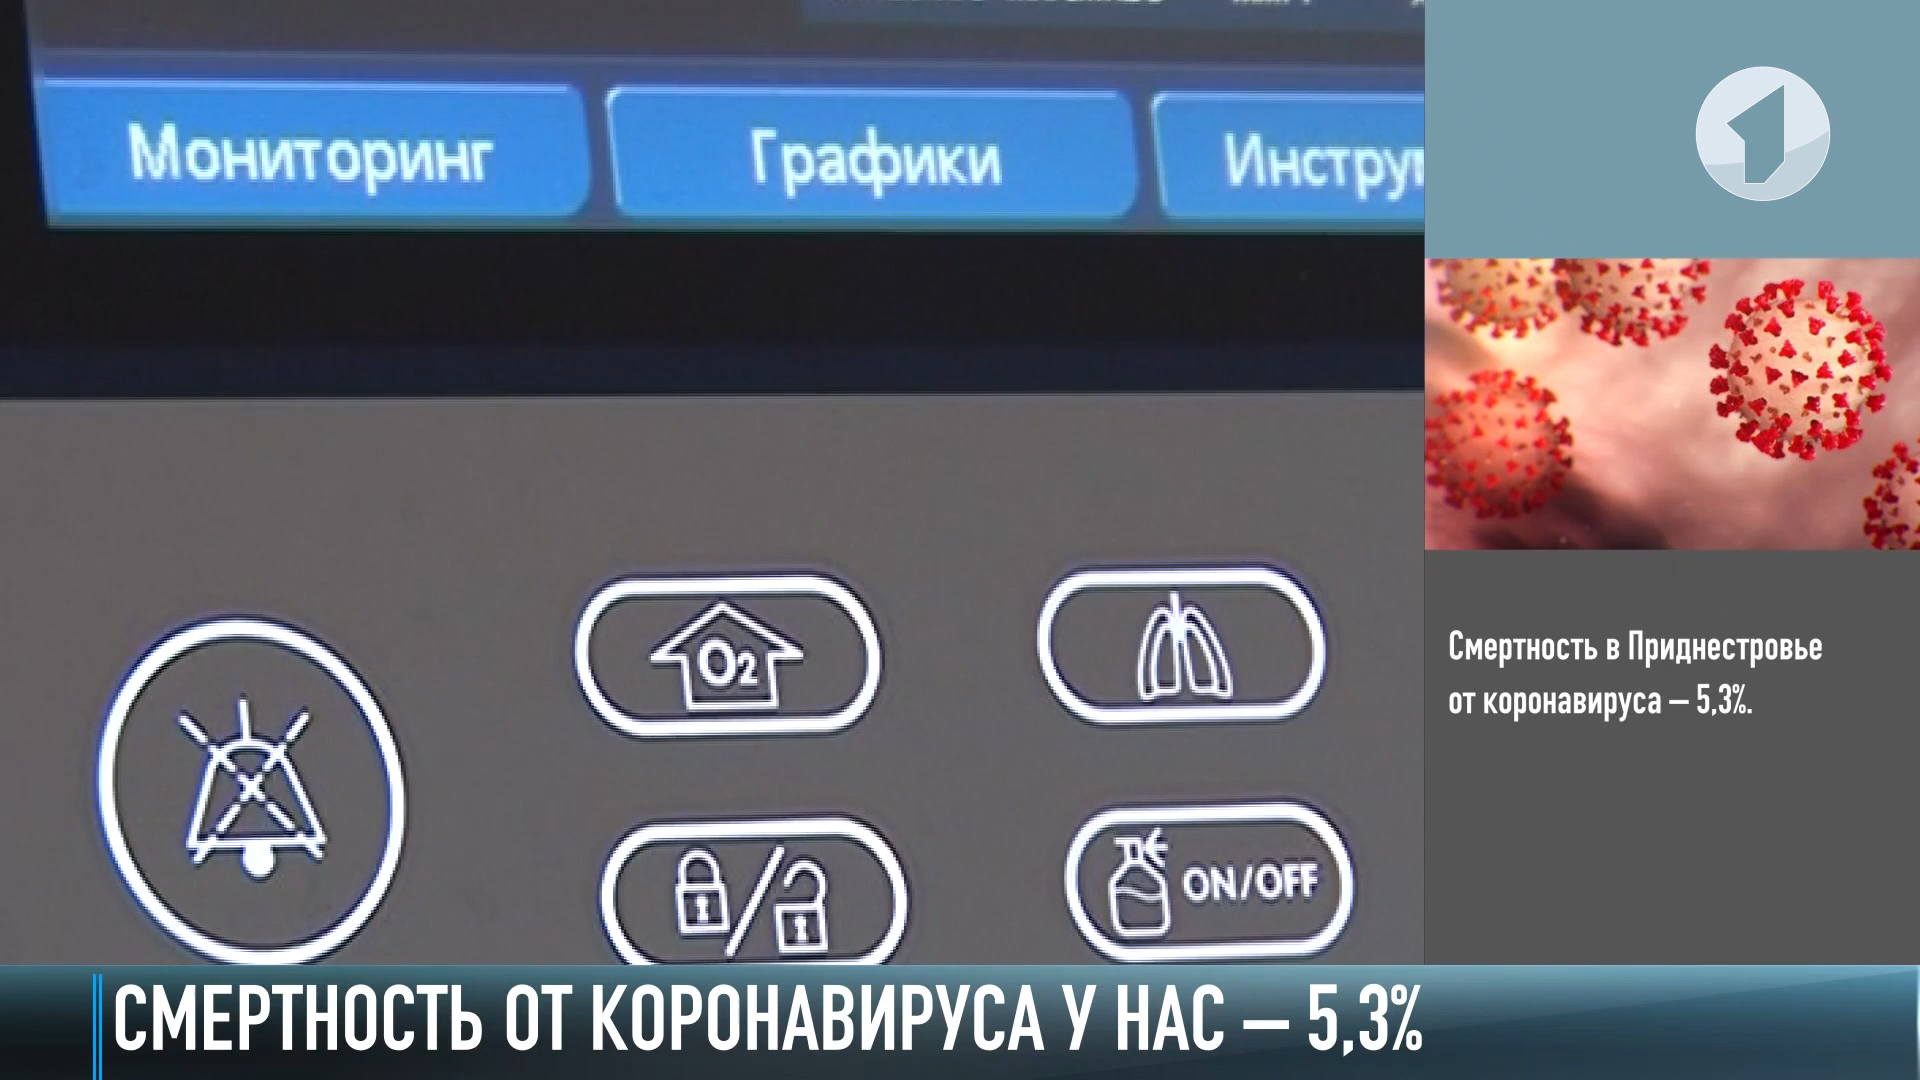 Мониторинг
Графики
O2
ON/OFF
Смертность в Приднестровье
от коронавируса – 5,3%.
СМЕРТНОСТЬ ОТ КОРОНАВИРУСА У НАС – 5,3%